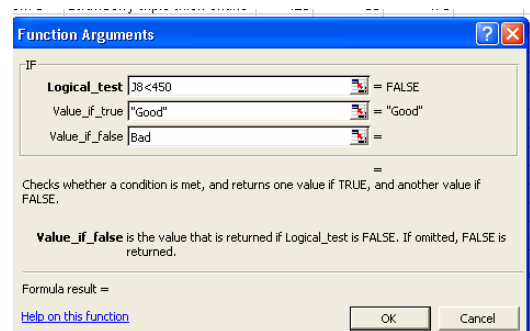 Function Arguments
IF
Logical_test J8<450 = FALSE
Value_if_true "Good" = "Good"
Value_if_false Bad =
=
Checks whether a condition is met, and returns one value if TRUE, and another value if
FALSE.
Value_if_false is the value that is returned if Logical_test is FALSE. If omitted, FALSE is
returned.
Formula result =
Help on this function
OK Cancel